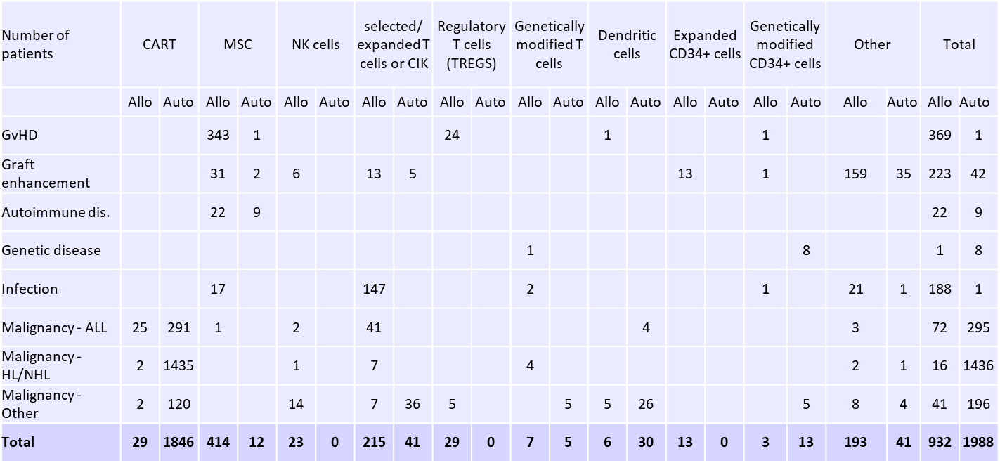 Number of patients CART MSC NK cells selected/ expanded T cells or CIK Regulatory T cells (TREGS) Genetically modified T cells Dendritic cells Expanded CD34+ cells Genetically modified CD34+ cells Other Total
Allo Auto Allo Auto Allo Auto Allo Auto Allo Auto Allo Auto Allo Auto Allo Auto Allo Auto Allo Auto Allo Auto
GvHD 343 1 24 1 1 369 1
Graft enhancement 31 2 6 13 5 13 1 159 35 223 42
Autoimmune dis. 22 9 22 9
Genetic disease 1 8 1 8
Infection 17 147 2 1 21 1 188 1
Malignancy - ALL 25 291 1 2 41 4 3 72 295
Malignancy - HL/NHL 2 1435 1 7 4 2 1 16 1436
Malignancy - Other 2 120 14 7 36 5 5 5 26 5 8 4 41 196
Total 29 1846 414 12 23 0 215 41 29 0 7 5 6 30 13 0 3 13 193 41 932 1988